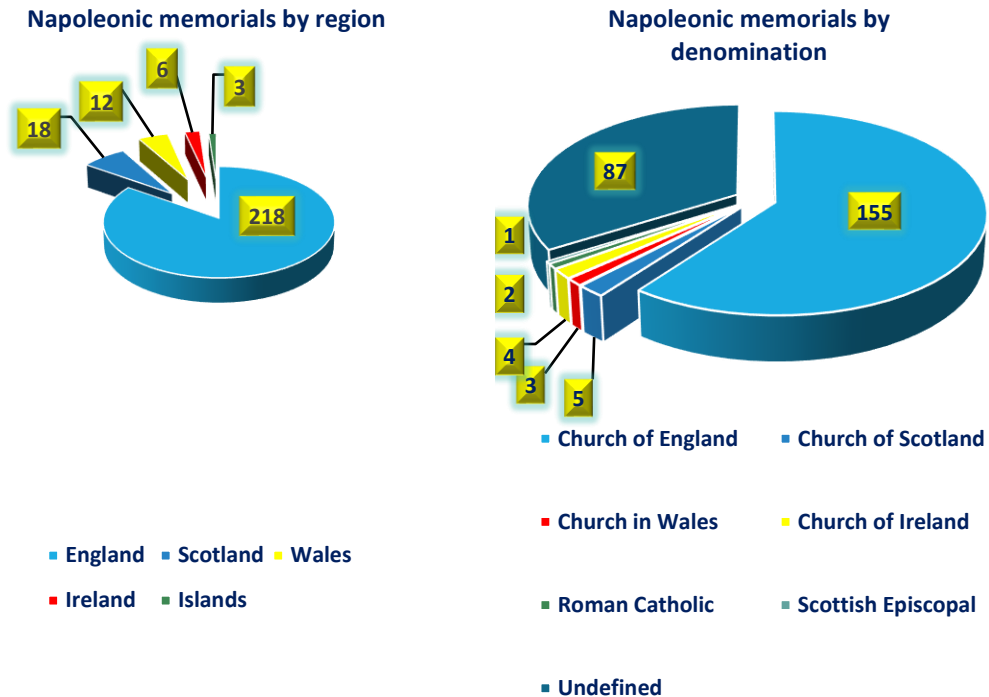 Napoleonic memorials by region
6
3
12
18
218
England Scotland Wales
Ireland Islands
Napoleonic memorials by
denomination
87
155
1
2
4
3
5
Church of England Church of Scotland
Church in Wales Church of Ireland
Roman Catholic Scottish Episcopal
Undefined